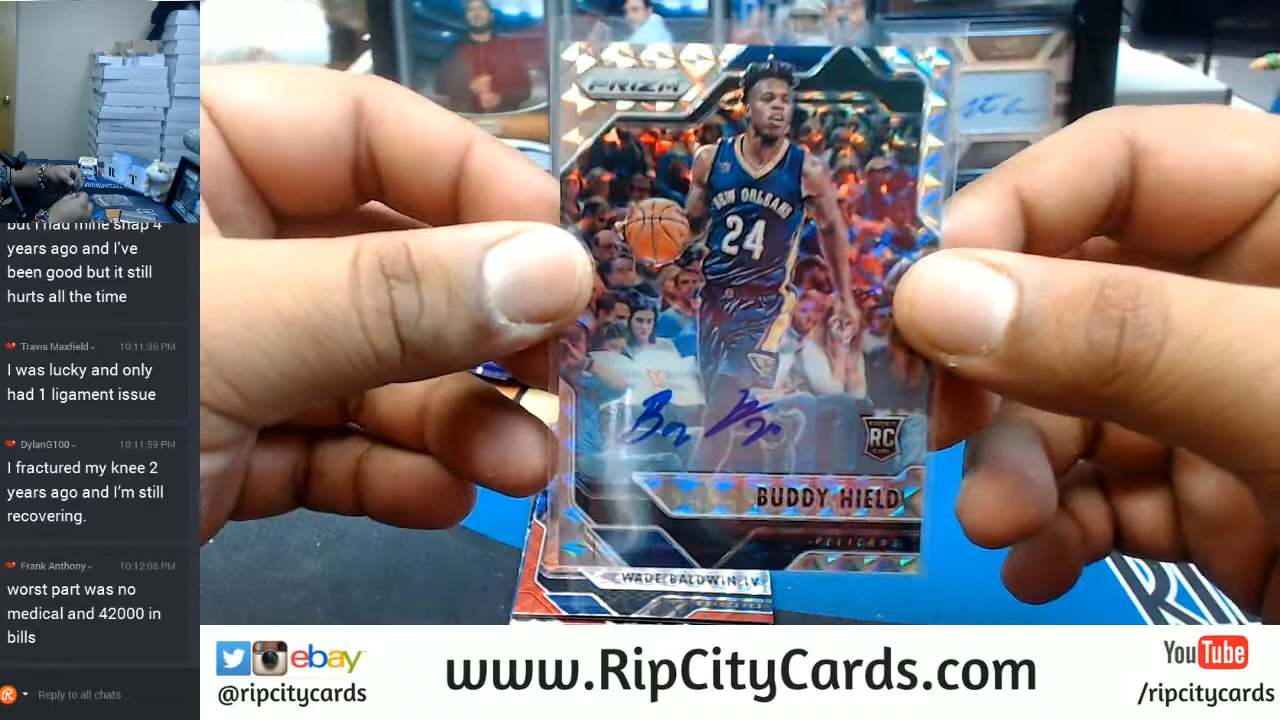 but I had mine snap 4
years ago and I've
been good but it still
hurts all the time
Travis Maxfield - 10:11:36 PM
I was lucky and only
had 1 ligament issue
DylanG100 - 10:11:59 PM
I fractured my knee 2
years ago and I'm still
recovering.
Frank Anthony - 10:12:08 PM
worst part was no
medical and 42000 in
bills
Reply to all chats
PRIZM
NEW ORLEANS
24
RC
BUDDY HIELD
PELICANS
WADE BALDWIN IV
ebay
@ripcitycards
www.RipCityCards.com
YouTube
/ripcitycards